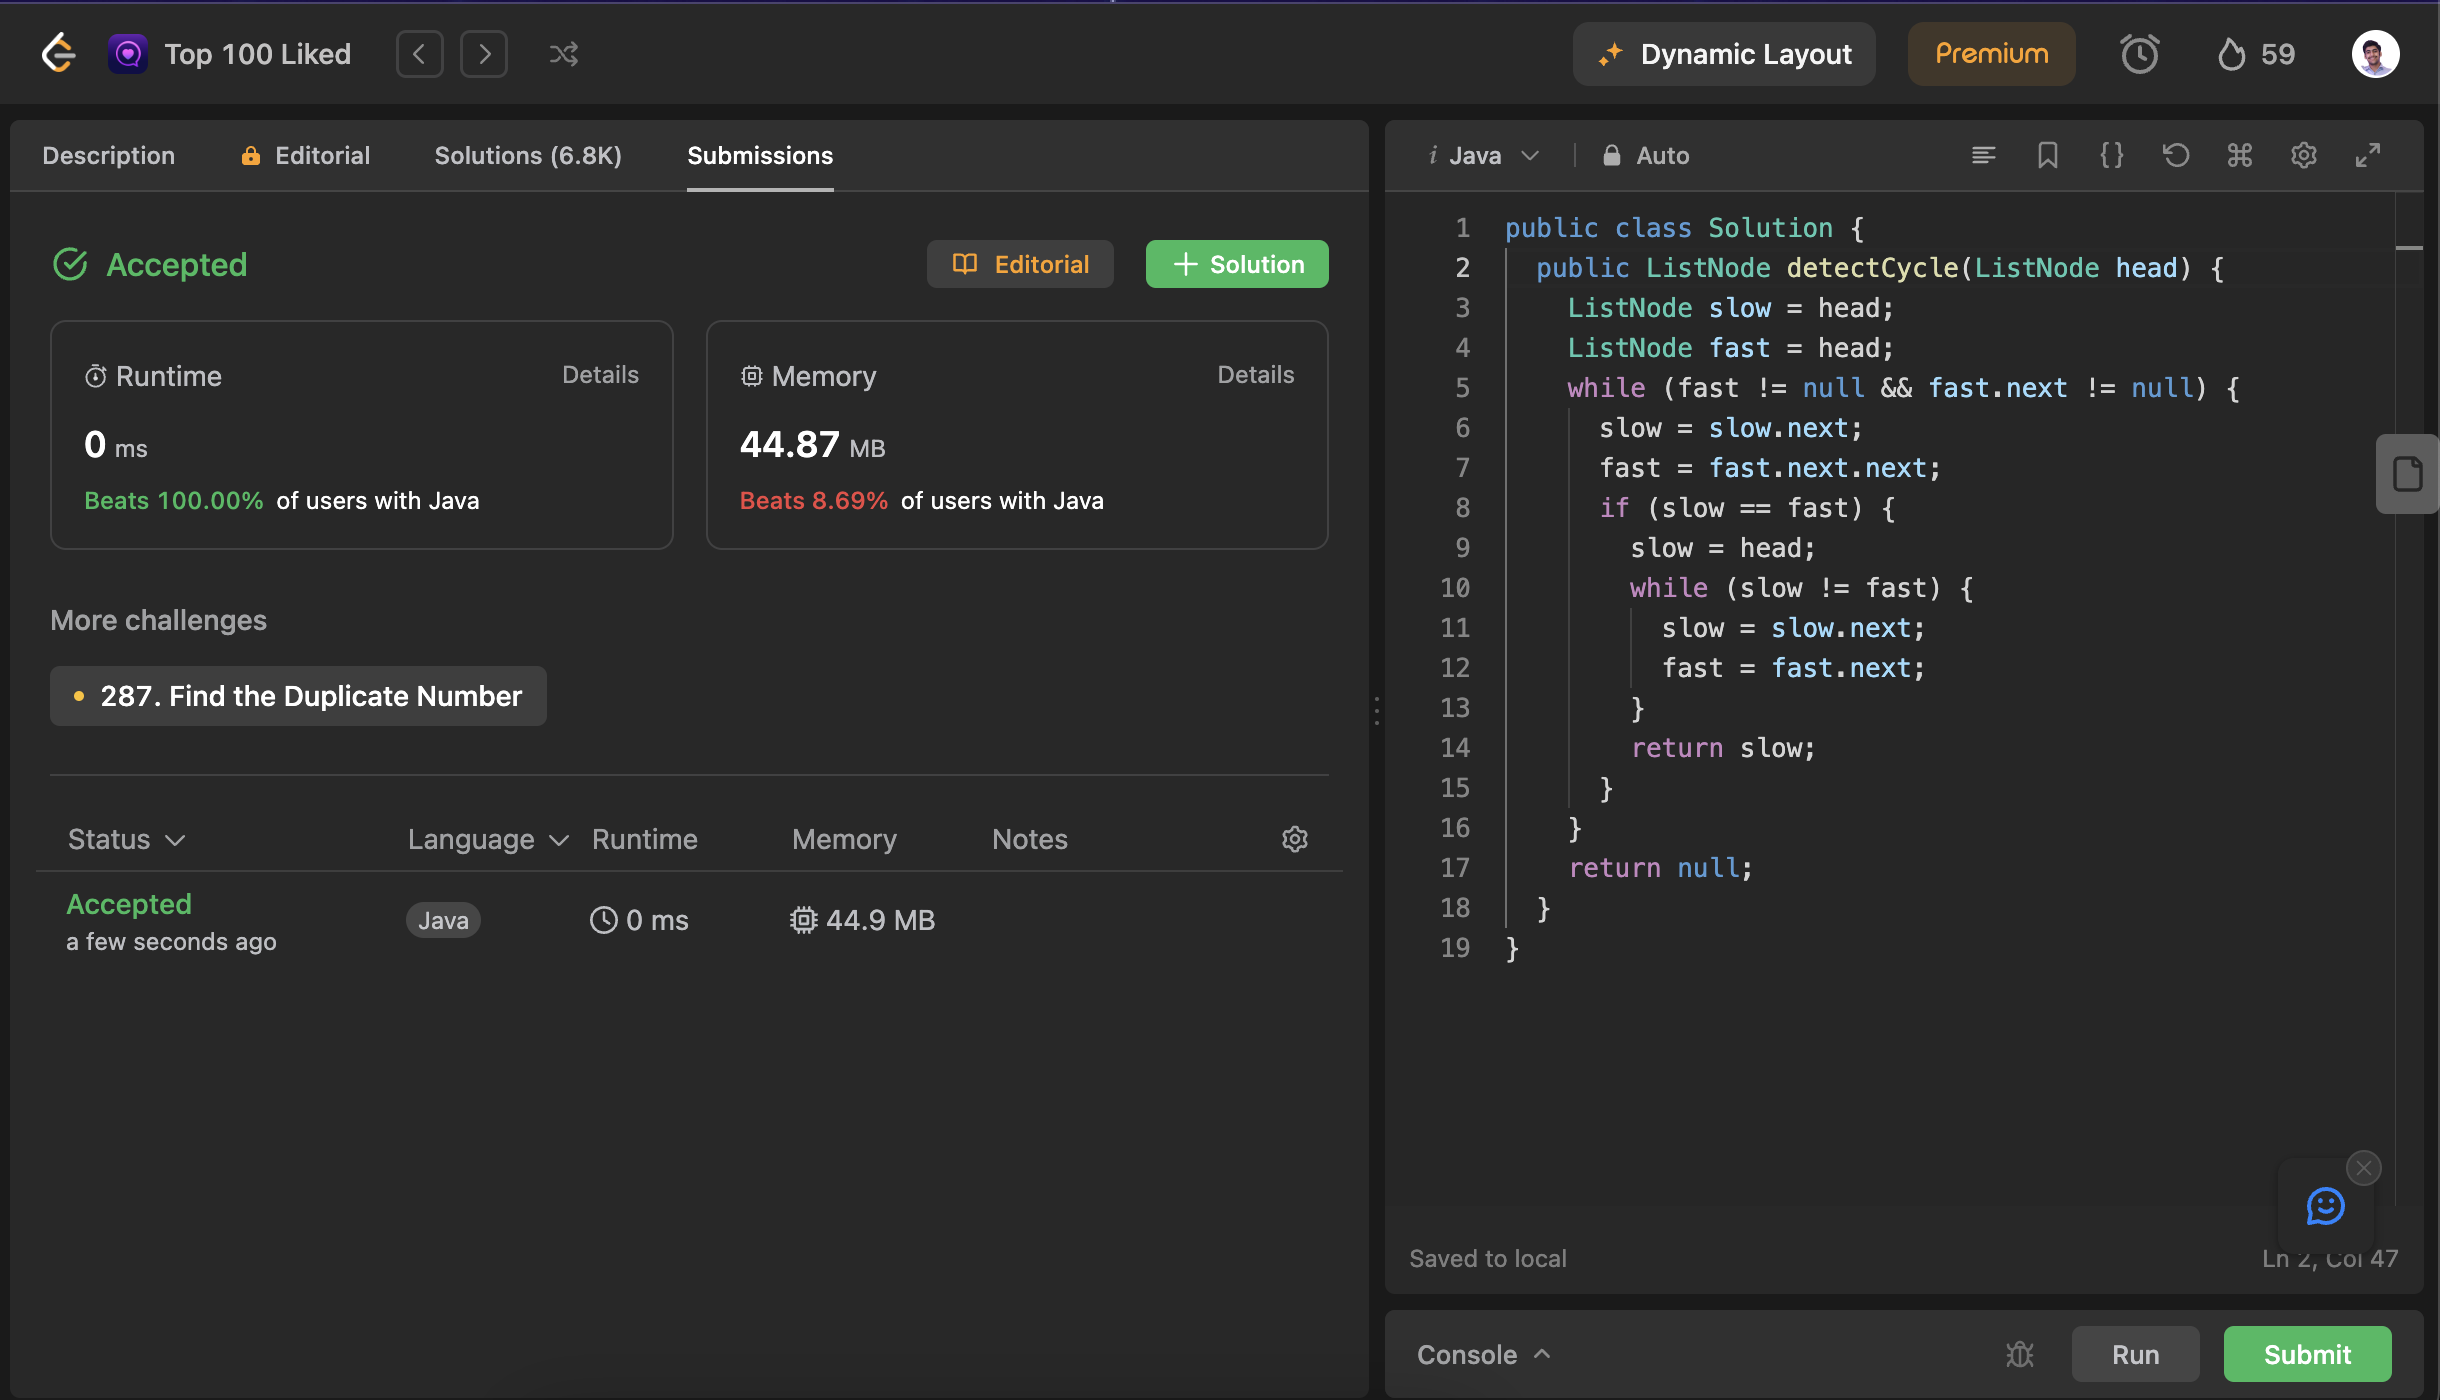 Top 100 Liked
Dynamic Layout
Premium
59
Description
Editorial
Solutions (6.8K)
Submissions
Accepted
Editorial
Solution
Runtime
Details
0 ms
Beats 100.00% of users with Java
Memory
Details
44.87 MB
Beats 8.69% of users with Java
More challenges
287. Find the Duplicate Number
Status Language Runtime Memory Notes
Accepted
a few seconds ago
Java 0 ms 44.9 MB
i Java Auto
1 public class Solution {
2 public ListNode detectCycle(ListNode head) {
3 ListNode slow = head;
4 ListNode fast = head;
5 while (fast != null && fast.next != null) {
6 slow = slow.next;
7 fast = fast.next.next;
8 if (slow == fast) {
9 slow = head;
10 while (slow != fast) {
11 slow = slow.next;
12 fast = fast.next;
13 }
14 return slow;
15 }
16 }
17 return null;
18 }
19 }
Saved to local
Ln 2, Col 47
Console
Run
Submit